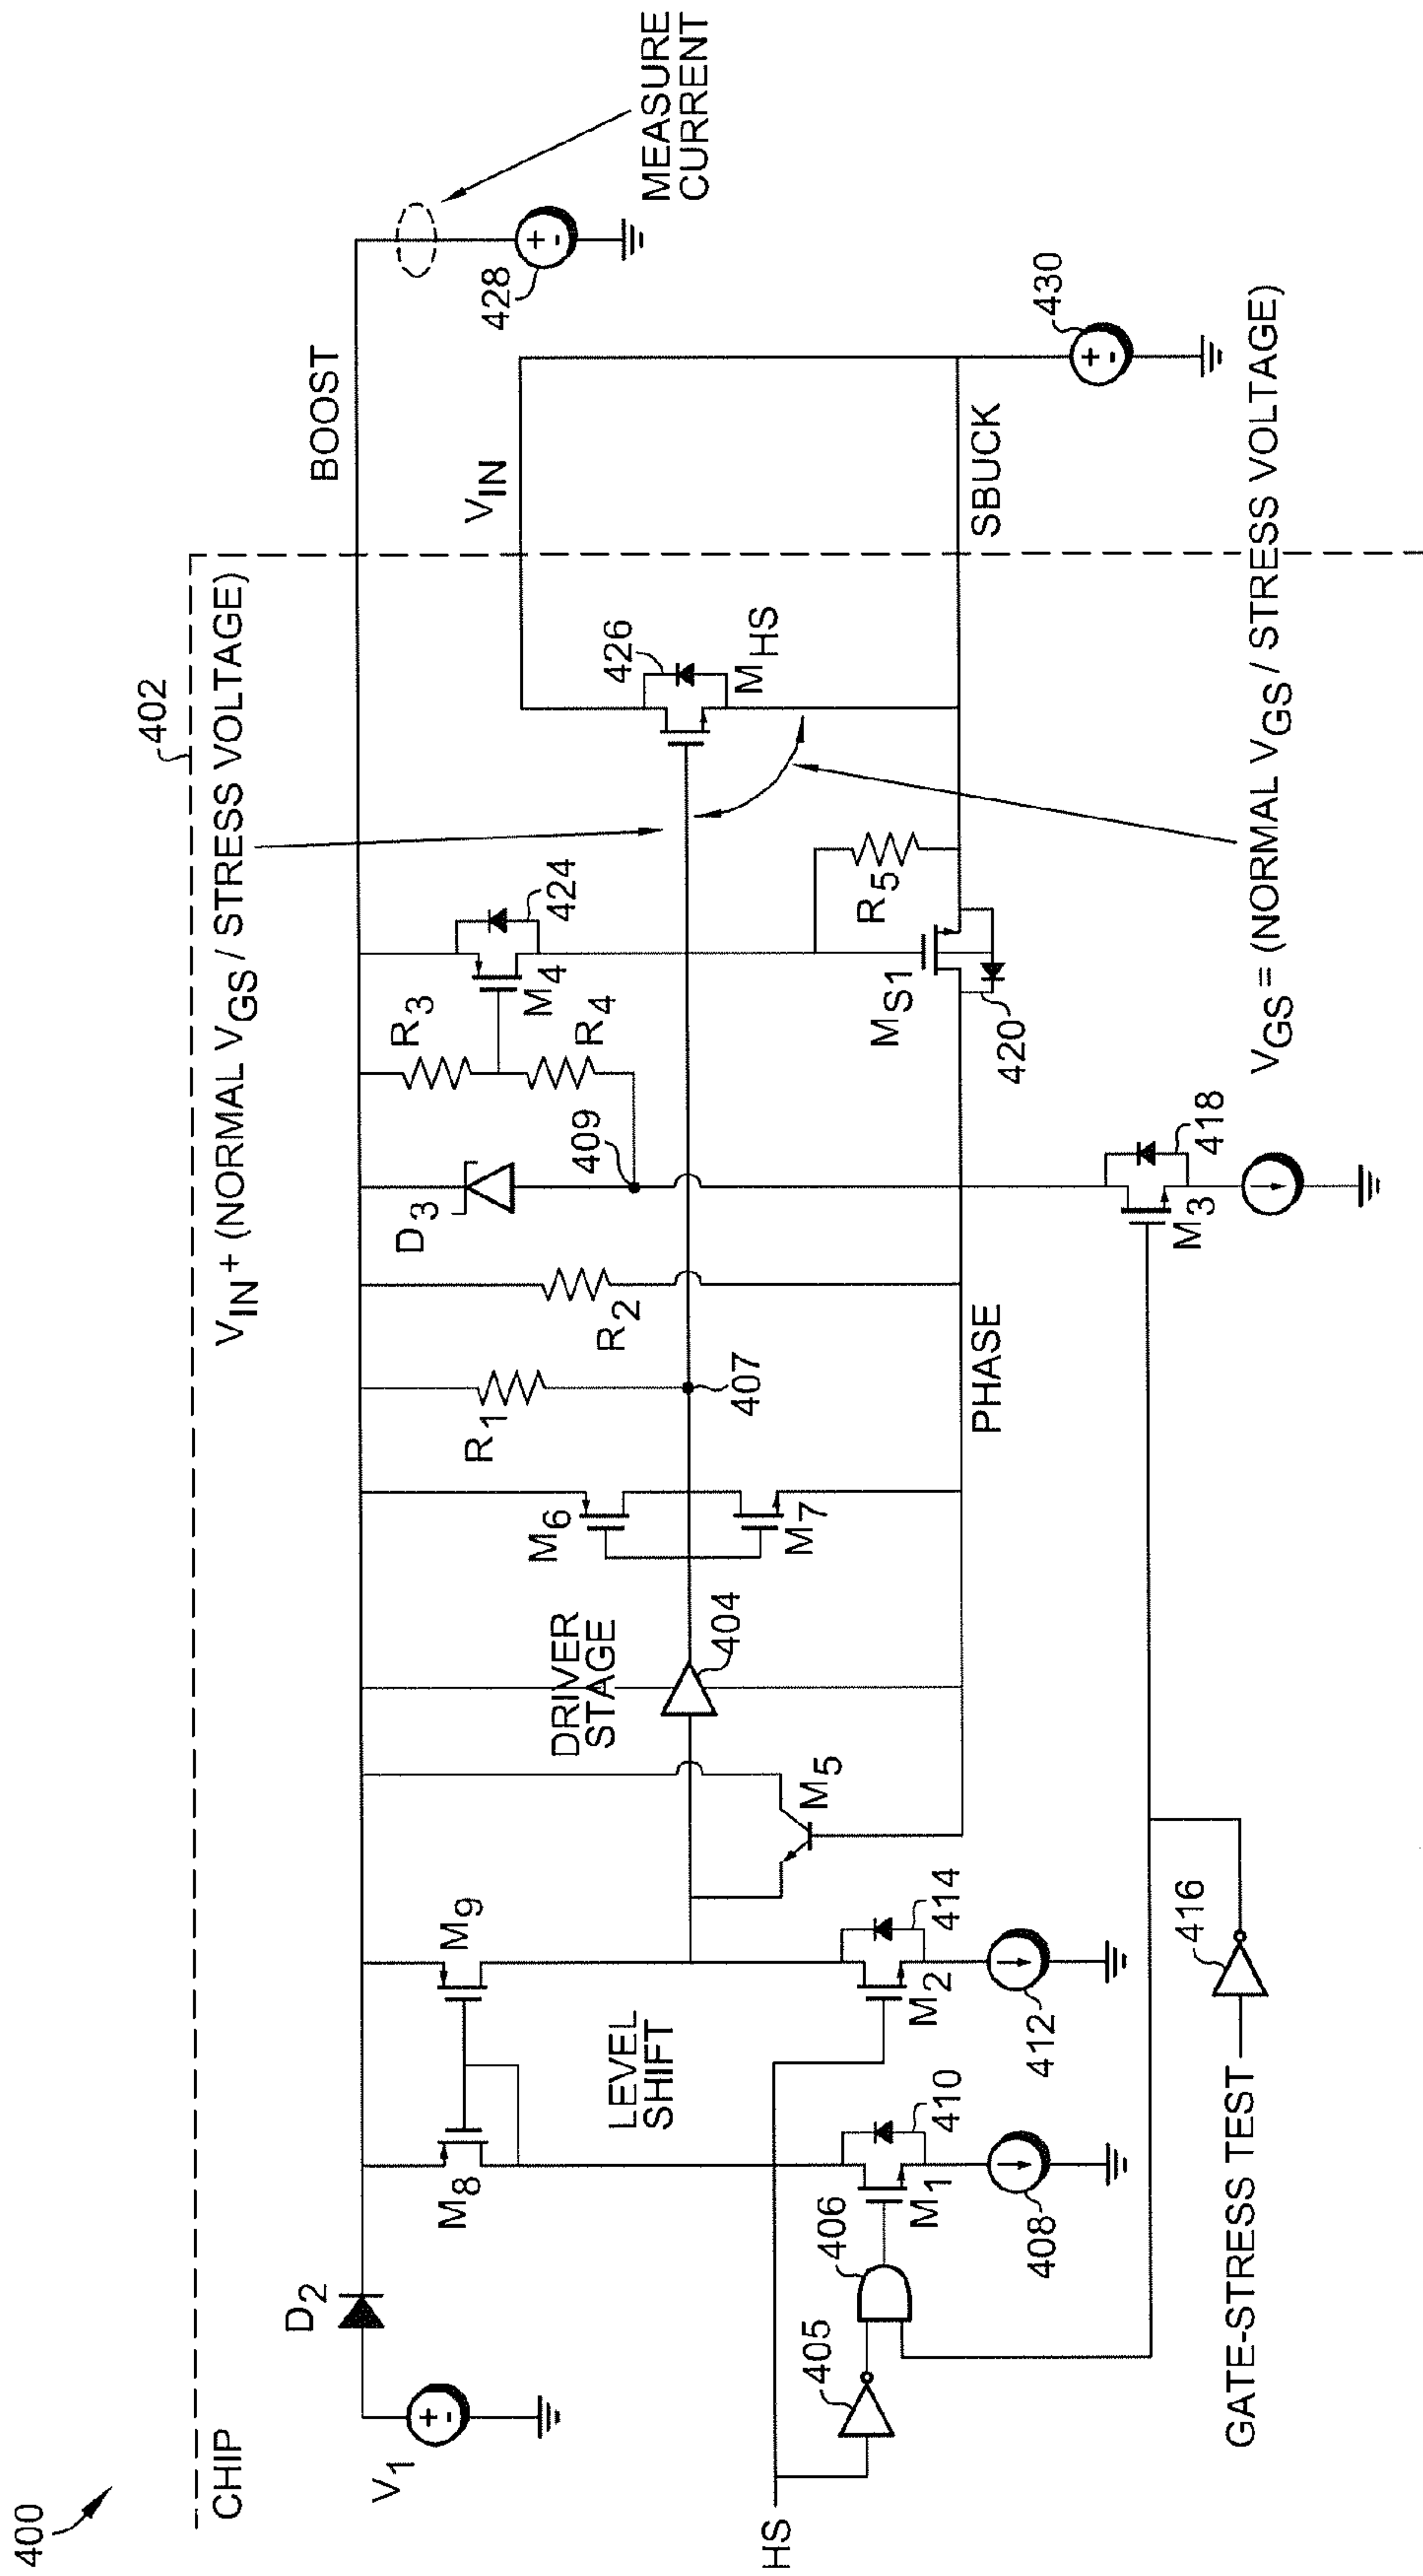 400
CHIP
402
V1
D2
BOOST
VIN + (NORMAL VGS / STRESS VOLTAGE)
MEASURE
CURRENT
428
VIN
M8
M9
LEVEL
SHIFT
DRIVER
STAGE
404
M5
M6
M7
R1
407
R2
D3
409
R3
R4
M4
424
426
MHS
R5
MS1
420
SBUCK
430
PHASE
HS
405
406
M1
410
408
M2
414
412
GATE-STRESS TEST
416
M3
418
VGS = (NORMAL VGS / STRESS VOLTAGE)